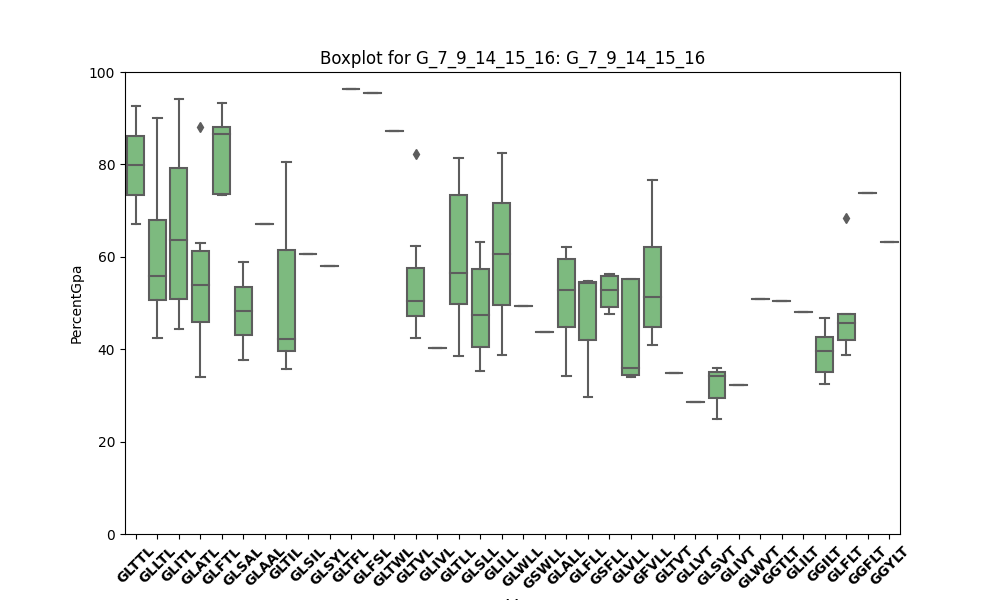 Boxplot for G_7_9_14_15_16: G_7_9_14_15_16
100
80
60
40
20
0
PercentGpa
GLTTL
GLLTL
GLITL
GLATL
GLFTL
GLSAL
GLAAL
GLTIL
GLSIL
GLSYL
GLTFL
GLFSL
GLTWL
GLTVL
GLIVL
GLTLL
GLSLL
GLILL
GLWLL
GSWLL
GLALL
GLFLL
GSFLL
GLVLL
GFVLL
GLTVT
GLLVT
GLSVT
GLIVT
GLWVT
GGTLT
GLILT
GGILT
GLFLT
GGFLT
GGYLT